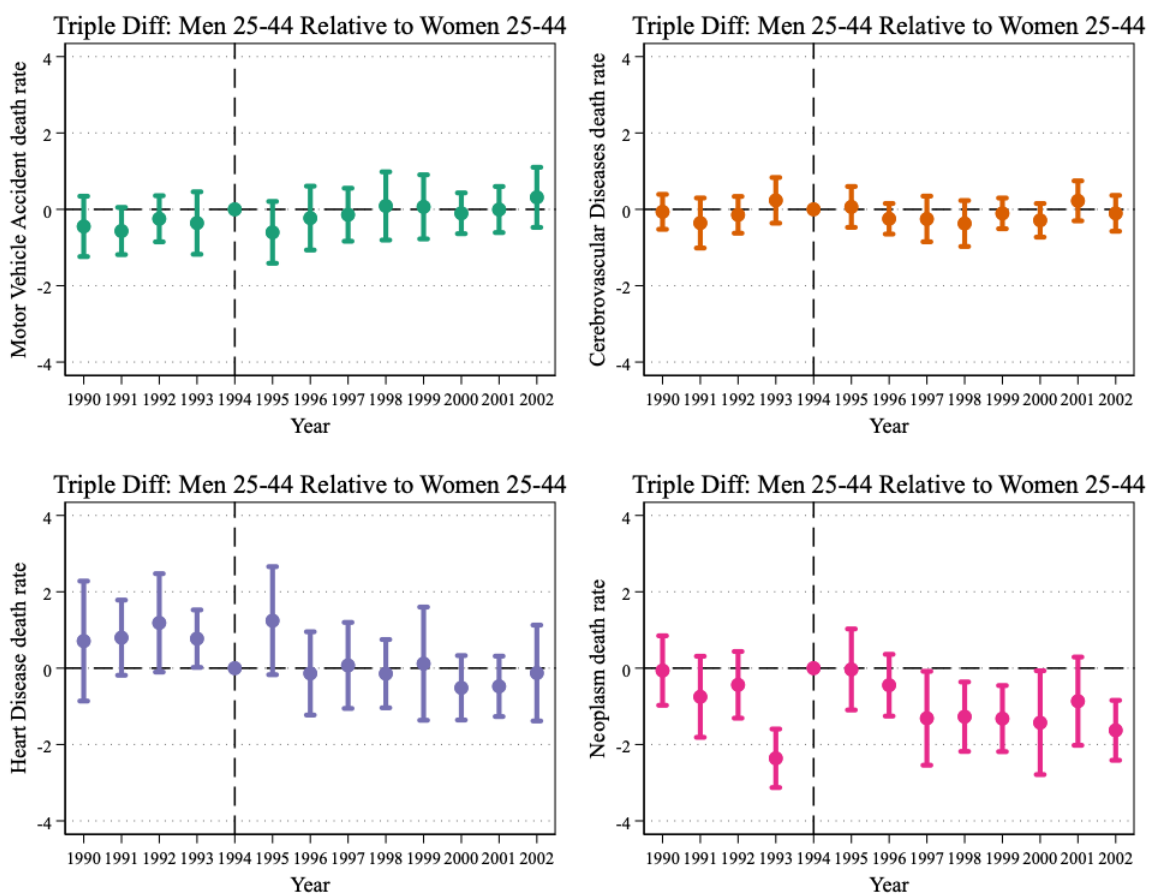 Triple Diff: Men 25-44 Relative to Women 25-44
Motor Vehicle Accident death rate
4
2
0
-2
-4
1990 1991 1992 1993 1994 1995 1996 1997 1998 1999 2000 2001 2002
Year
Triple Diff: Men 25-44 Relative to Women 25-44
Cerebrovascular Diseases death rate
4
2
0
-2
-4
1990 1991 1992 1993 1994 1995 1996 1997 1998 1999 2000 2001 2002
Year
Triple Diff: Men 25-44 Relative to Women 25-44
Heart Disease death rate
4
2
0
-2
-4
1990 1991 1992 1993 1994 1995 1996 1997 1998 1999 2000 2001 2002
Year
Triple Diff: Men 25-44 Relative to Women 25-44
Neoplasm death rate
4
2
0
-2
-4
1990 1991 1992 1993 1994 1995 1996 1997 1998 1999 2000 2001 2002
Year